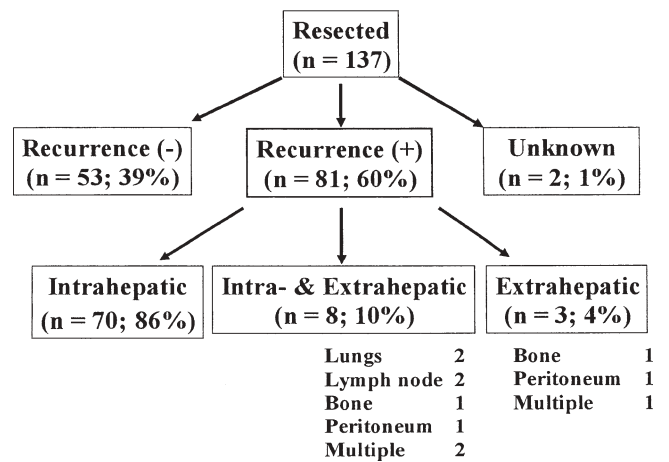 Resected
(n = 137)
Recurrence (-)
(n = 53; 39%)
Recurrence (+)
(n = 81; 60%)
Unknown
(n = 2; 1%)
Intrahepatic
(n = 70; 86%)
Intra- & Extrahepatic
(n = 8; 10%)
Extrahepatic
(n = 3; 4%)
Lungs 2
Lymph node 2
Bone 1
Peritoneum 1
Multiple 2
Bone 1
Peritoneum 1
Multiple 1